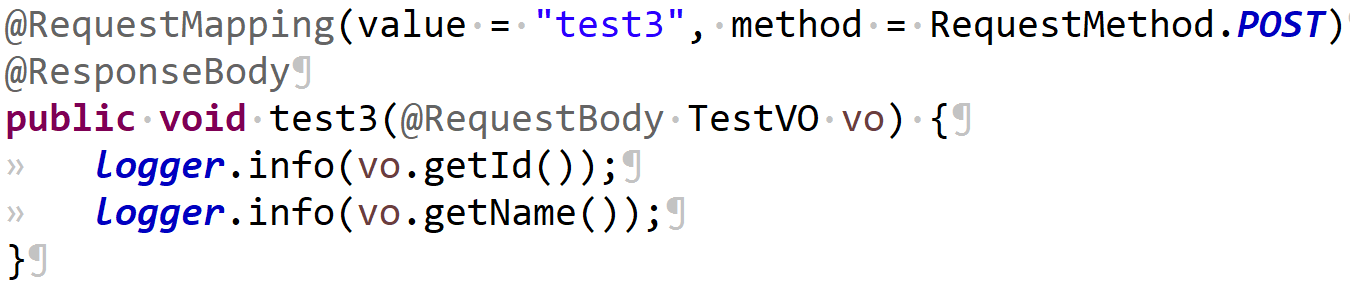 @RequestMapping(value = "test3", method = RequestMethod.POST)
@ResponseBody
public void test3(@RequestBody TestVO vo) {
    logger.info(vo.getId());
    logger.info(vo.getName());
}